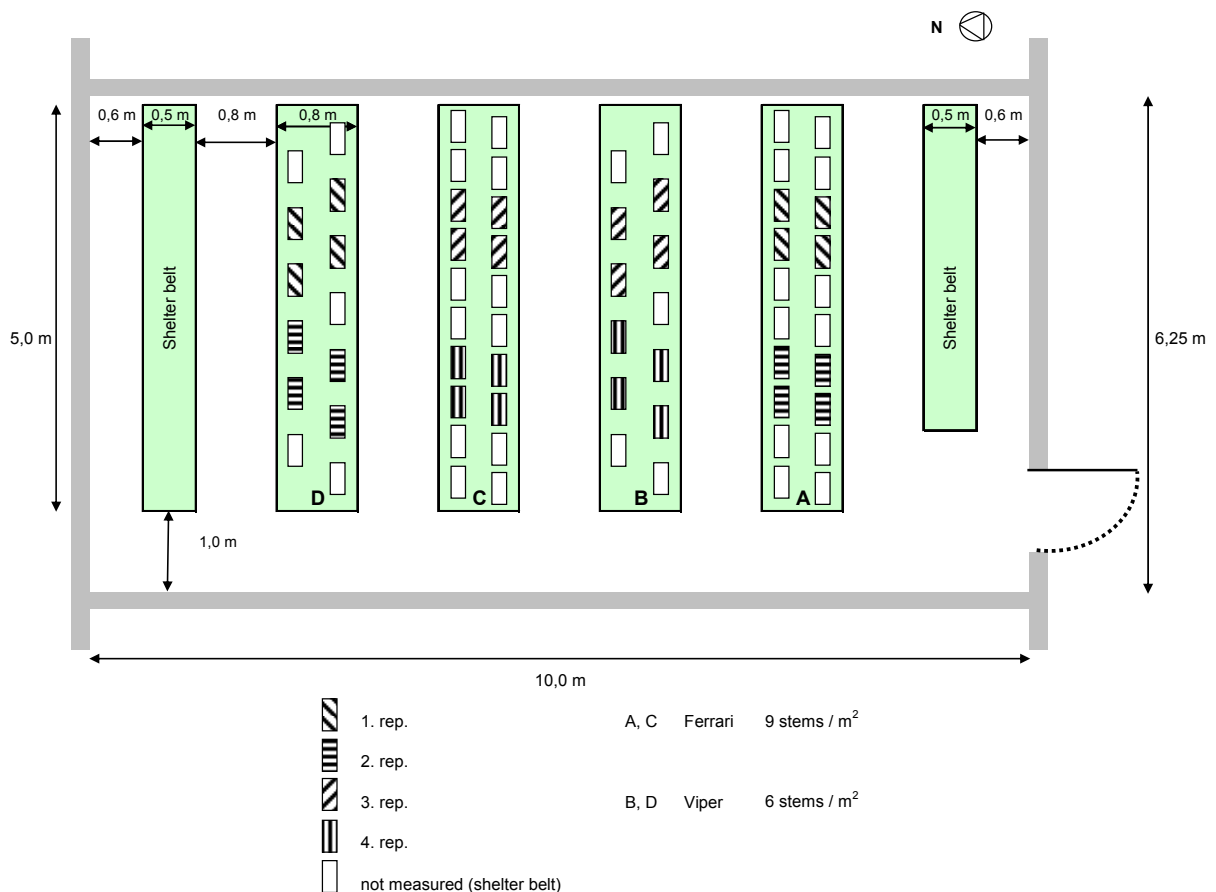 N
0,6 m
0,5 m
0,8 m
0,8 m
0,5 m
0,6 m
Shelter belt
Shelter belt
5,0 m
6,25 m
D
C
B
A
1,0 m
10,0 m
1. rep.
A, C Ferrari 9 stems / m²
2. rep.
3. rep.
B, D Viper 6 stems / m²
4. rep.
not measured (shelter belt)